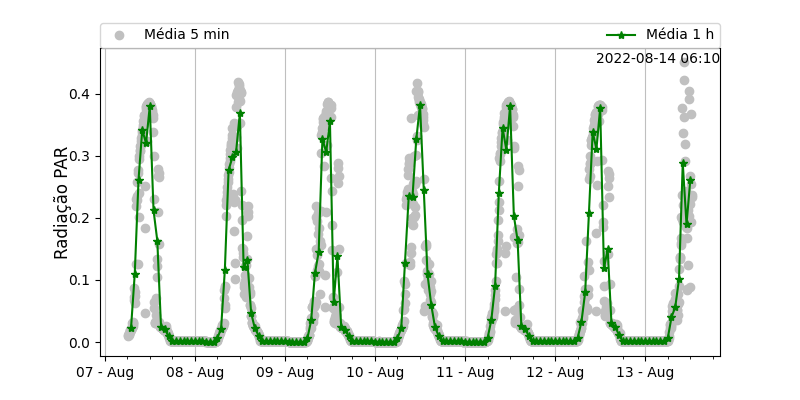 Média 5 min
Média 1 h
2022-08-14 06:10
Radiação PAR
0.4
0.3
0.2
0.1
0.0
07 - Aug
08 - Aug
09 - Aug
10 - Aug
11 - Aug
12 - Aug
13 - Aug